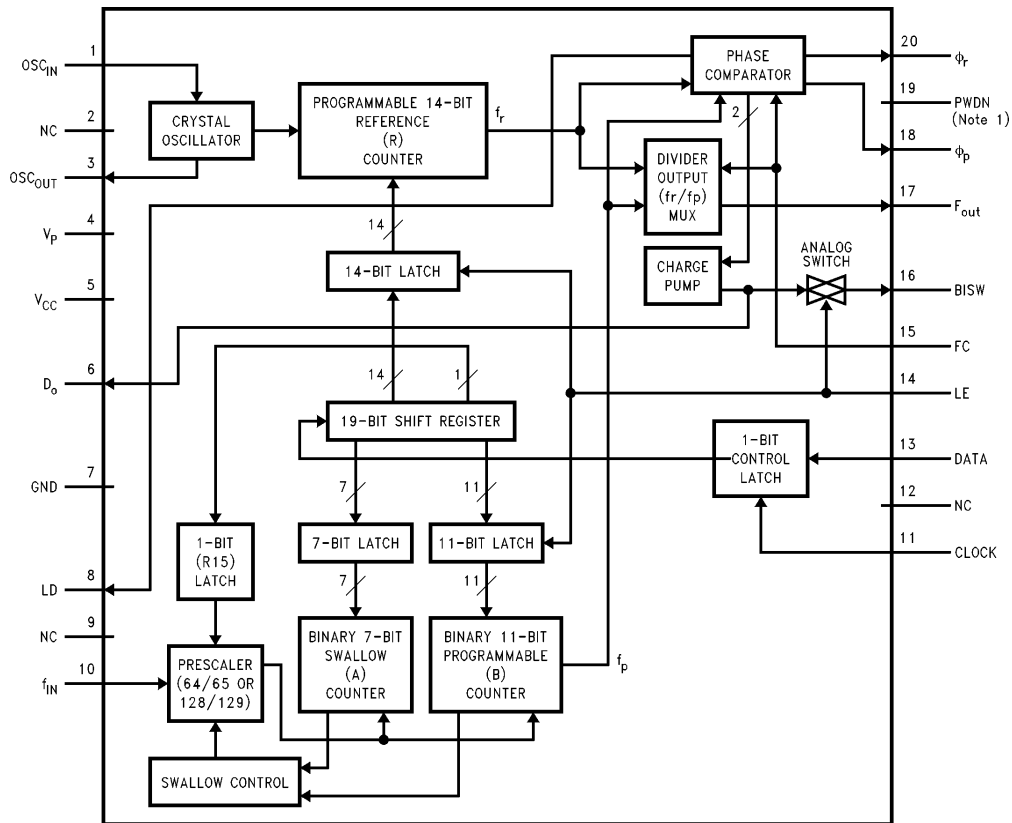 1
OSC_IN
2
NC
3
OSC_OUT
4
V_P
5
V_CC
6
D_o
7
GND
8
LD
9
NC
10
f_IN
CRYSTAL
OSCILLATOR
PROGRAMMABLE 14-BIT
REFERENCE
(R)
COUNTER
f_r
14
14-BIT LATCH
14
1
19-BIT SHIFT REGISTER
7
11
1-BIT
(R15)
LATCH
7-BIT LATCH
11-BIT LATCH
7
11
PRESCALER
(64/65 OR
128/129)
BINARY 7-BIT
SWALLOW
(A)
COUNTER
BINARY 11-BIT
PROGRAMMABLE
(B)
COUNTER
f_p
SWALLOW CONTROL
PHASE
COMPARATOR
2
DIVIDER
OUTPUT
(fr/fp)
MUX
CHARGE
PUMP
ANALOG
SWITCH
1-BIT
CONTROL
LATCH
20
ϕ_r
19
PWDN
(Note 1)
18
ϕ_p
17
F_out
16
BISW
15
FC
14
LE
13
DATA
12
NC
11
CLOCK